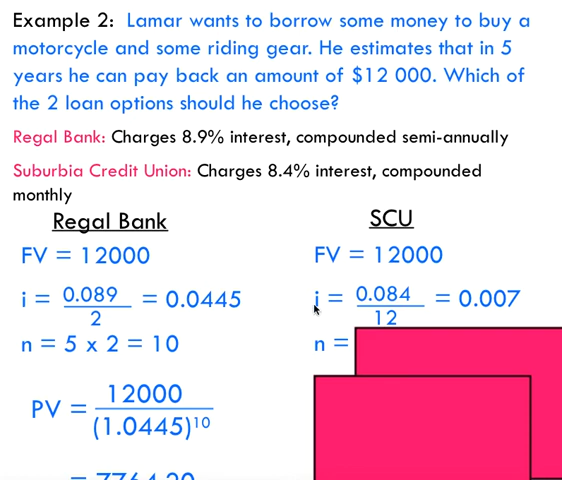 Example 2: Lamar wants to borrow some money to buy a
motorcycle and some riding gear. He estimates that in 5
years he can pay back an amount of $12 000. Which of
the 2 loan options should he choose?
Regal Bank: Charges 8.9% interest, compounded semi-annually
Suburbia Credit Union: Charges 8.4% interest, compounded
monthly
Regal Bank
FV = 12000
i = 0.089 / 2 = 0.0445
n = 5 x 2 = 10
PV = 12000 / (1.0445)¹⁰
SCU
FV = 12000
i = 0.084 / 12 = 0.007
n =